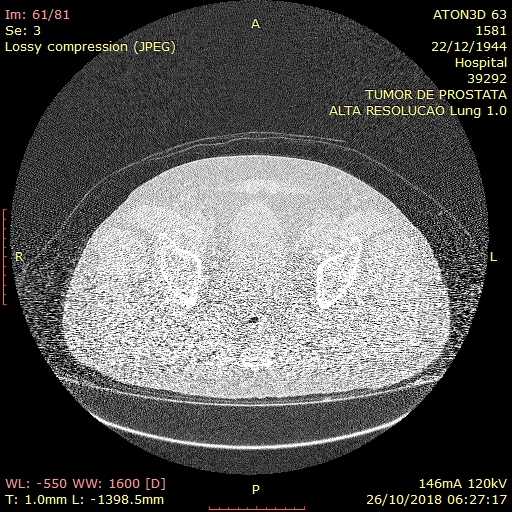 Im: 61/81
Se: 3
Lossy compression (JPEG)
A
ATON3D 63
1581
22/12/1944
Hospital
39292
TUMOR DE PROSTATA
ALTA RESOLUCAO Lung 1.0
R
L
WL: -550 WW: 1600 [D]
T: 1.0mm L: -1398.5mm
P
146mA 120kV
26/10/2018 06:27:17